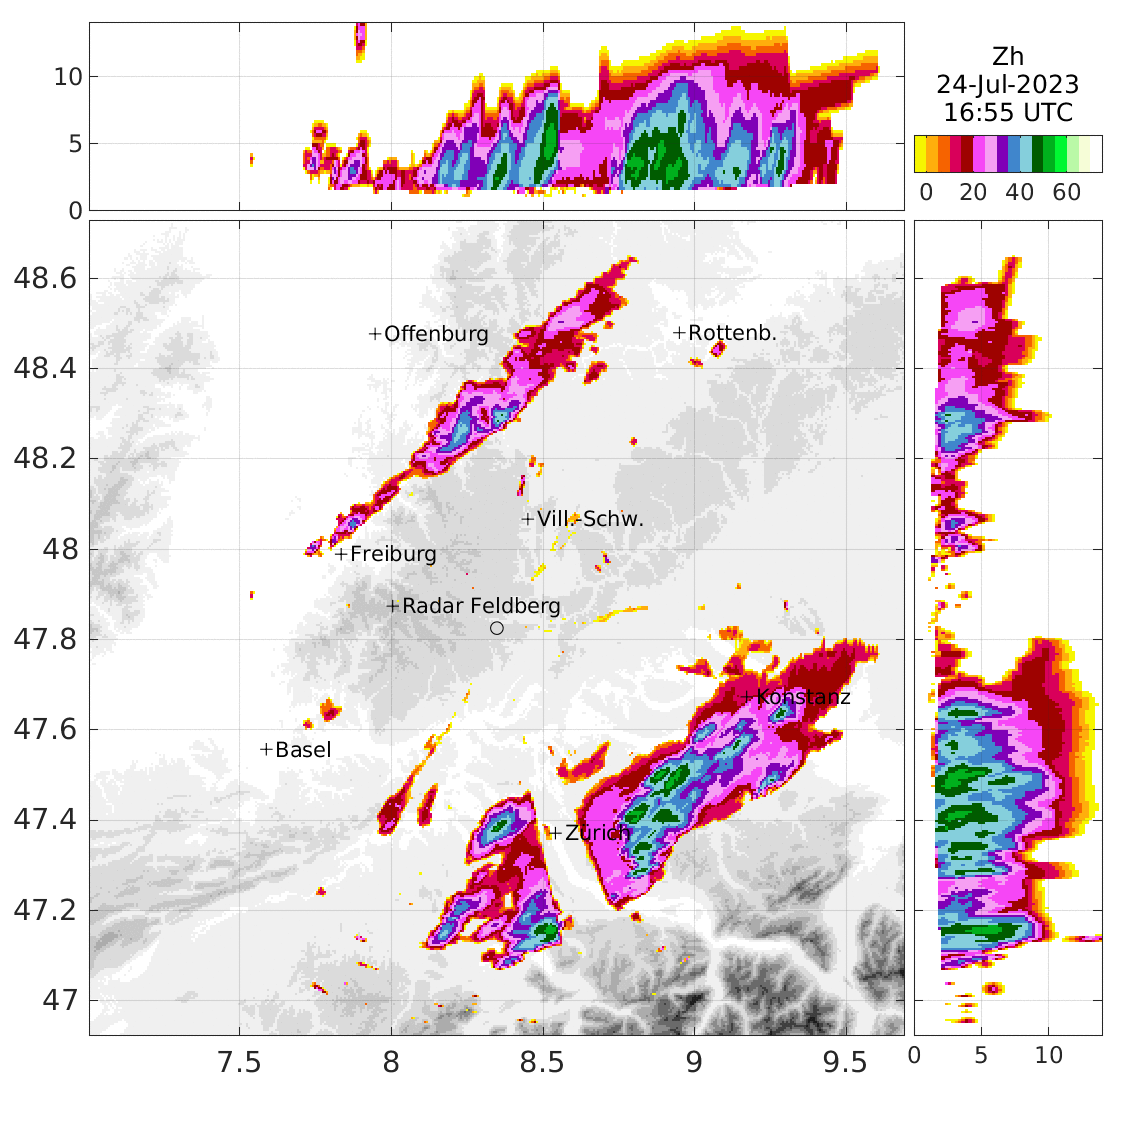 10
5
0
Zh
24-Jul-2023
16:55 UTC
0 20 40 60
48.6
48.4
48.2
48
47.8
47.6
47.4
47.2
47
+Offenburg
+Rottenb.
+Vill.-Schw.
+Freiburg
+Radar Feldberg
+Konstanz
+Basel
+Zürich
7.5 8 8.5 9 9.5
0 5 10